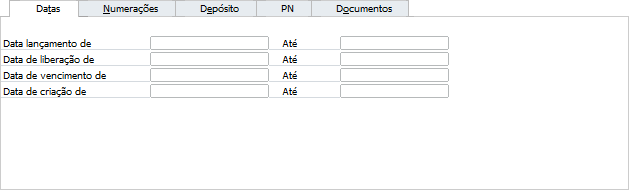 Datas Numerações Depósito PN Documentos
Data lançamento de Até
Data de liberação de Até
Data de vencimento de Até
Data de criação de Até